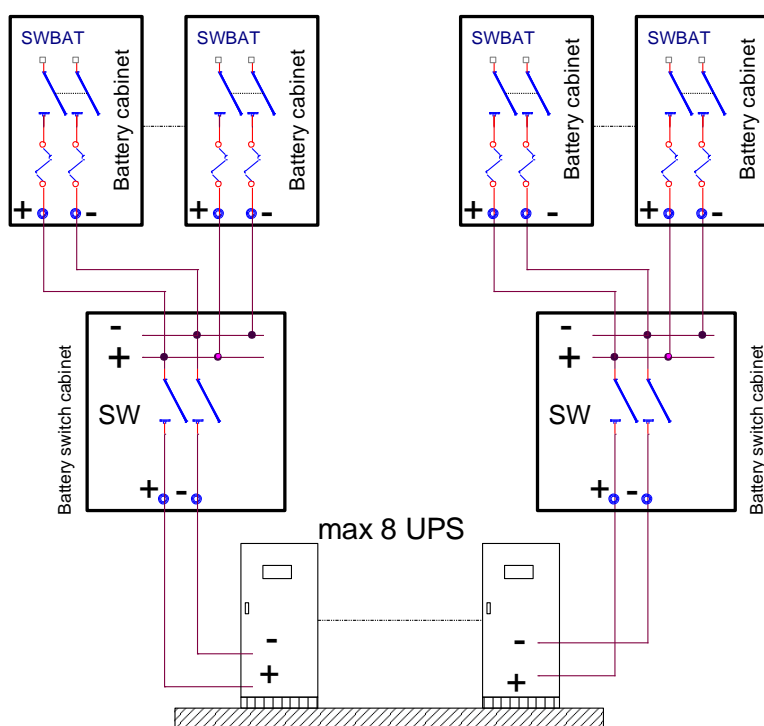 SWBAT
Battery cabinet
+
-
SWBAT
Battery cabinet
+
-
SWBAT
Battery cabinet
+
-
SWBAT
Battery cabinet
+
-
Battery switch cabinet
-
+
SW
+
-
Battery switch cabinet
-
+
SW
+
-
max 8 UPS
-
+
-
+